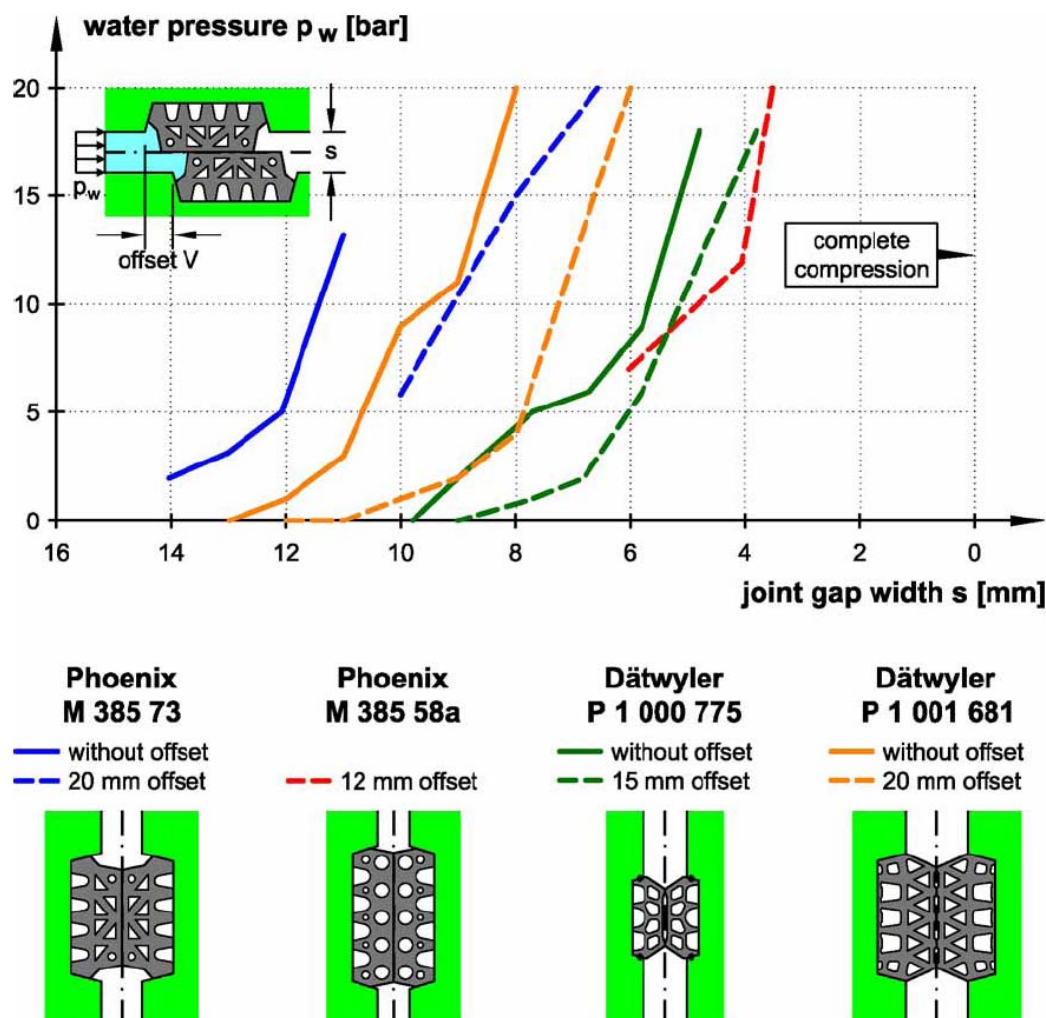 water pressure p w [bar]
20
15
10
5
0
p w
s
offset V
complete
compression
16 14 12 10 8 6 4 2 0
joint gap width s [mm]
Phoenix
M 385 73
without offset
20 mm offset
Phoenix
M 385 58a
12 mm offset
Dätwyler
P 1 000 775
without offset
15 mm offset
Dätwyler
P 1 001 681
without offset
20 mm offset